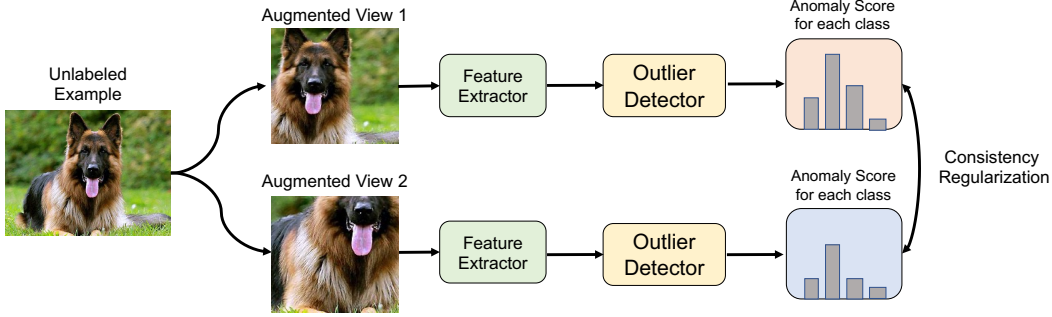 Unlabeled
Example
Augmented View 1
Feature
Extractor
Outlier
Detector
Anomaly Score
for each class
Augmented View 2
Feature
Extractor
Outlier
Detector
Anomaly Score
for each class
Consistency
Regularization